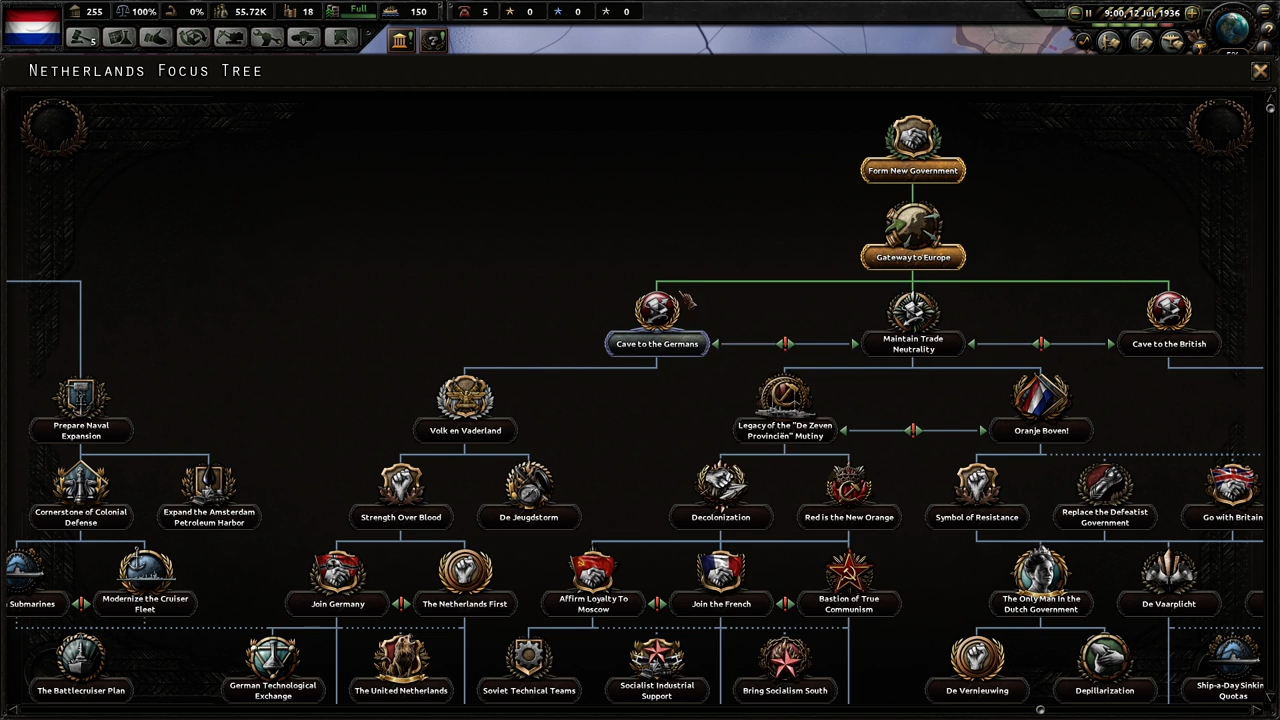 255
100%
0%
55.72K
18
Full
150
5
0
0
0
9:00, 12 Jul, 1936
5
Netherlands Focus Tree
Form New Government
Gateway to Europe
Cave to the Germans
Maintain Trade
Neutrality
Cave to the British
Prepare Naval
Expansion
Volk en Vaderland
Legacy of the "De Zeven
Provinciën" Mutiny
Oranje Boven!
Cornerstone of Colonial
Defense
Expand the Amsterdam
Petroleum Harbor
Strength Over Blood
De Jeugdstorm
Decolonization
Red is the New Orange
Symbol of Resistance
Replace the Defeatist
Government
Go with Britain
Submarines
Modernize the Cruiser
Fleet
Join Germany
The Netherlands First
Affirm Loyalty To
Moscow
Join the French
Bastion of True
Communism
The Only Man in the
Dutch Government
De Vaarplicht
The Battlecruiser Plan
German Technological
Exchange
The United Netherlands
Soviet Technical Teams
Socialist Industrial
Support
Bring Socialism South
De Vernieuwing
Depillarization
Ship-a-Day Sinkin
Quotas